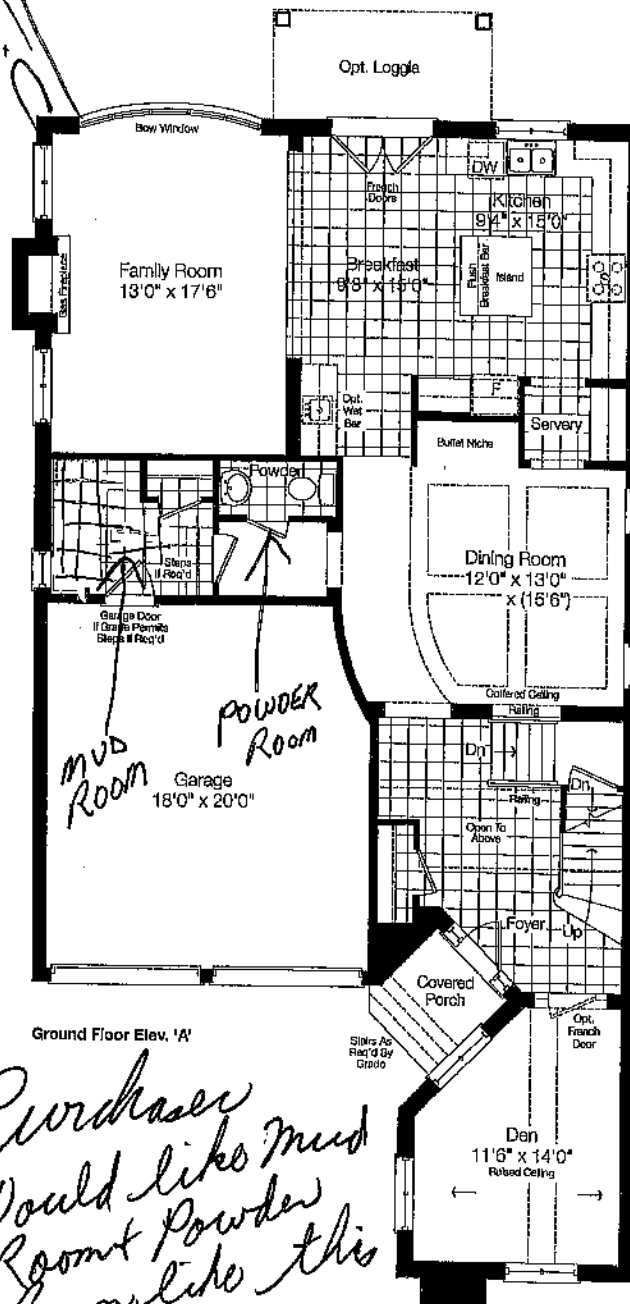 t
Opt. Loggia
Bow Window
French
Doors
DW
Kitchen
9'4" x 15'0"
Family Room
13'0" x 17'6"
Gas Fireplace
Breakfast
9'8" x 15'0"
Flush
Breakfast Bar
Island
S
Opt.
Wet
Bar
F
Servery
Buffet Niche
Powder
Steps
If Req'd
Dining Room
12'0" x 13'0"
x (15'6")
Garage Door
If Grade Permits
Steps If Req'd
Coffered Ceiling
Railing
MUD
ROOM
POWDER
Room
Dn
Dn
Railing
Garage
18'0" x 20'0"
Open To
Above
Foyer
Up
Covered
Porch
Ground Floor Elev. 'A'
Stairs As
Req'd By
Grade
Opt.
French
Door
Den
11'6" x 14'0"
Raised Ceiling
Purchaser
Would like Mud
Room + Powder
like this